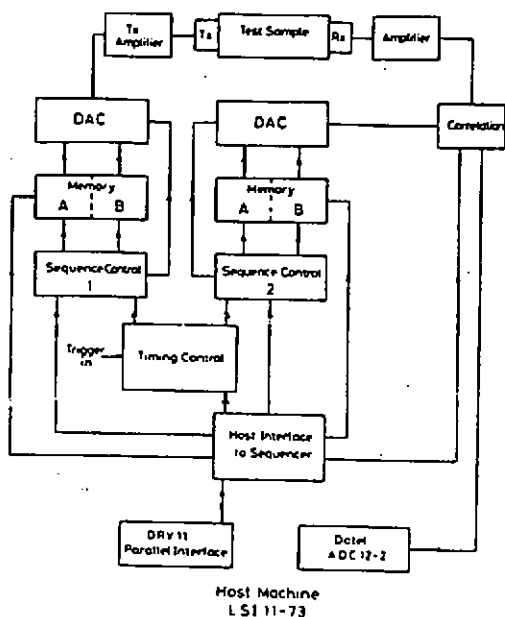 Tx
Amplifier
Tx
Test Sample
Rx
Amplifier
DAC
DAC
Correlation
Memory
A
B
Memory
A
B
Sequence Control
1
Sequence Control
2
Trigger
in
Timing Control
Host Interface
to Sequencer
DRV 11
Parallel Interface
Datel
ADC 12-2
Host Machine
LSI 11-73